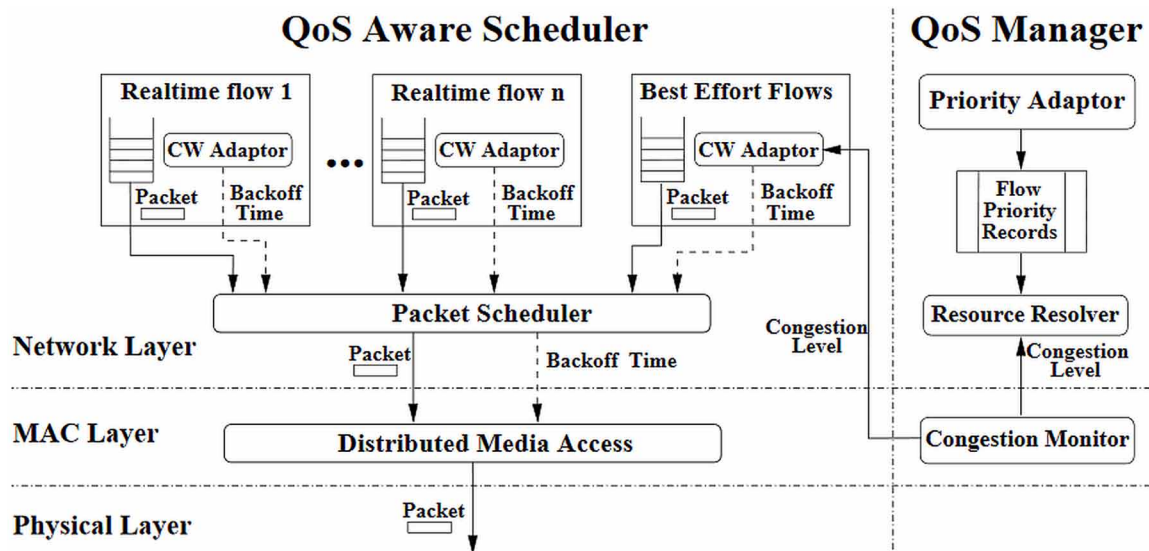 QoS Aware Scheduler
QoS Manager
Realtime flow 1
CW Adaptor
Packet
Backoff
Time
•••
Realtime flow n
CW Adaptor
Packet
Backoff
Time
Best Effort Flows
CW Adaptor
Packet
Backoff
Time
Priority Adaptor
Flow
Priority
Records
Packet Scheduler
Resource Resolver
Network Layer
Packet
Backoff Time
Congestion
Level
Congestion
Level
MAC Layer
Distributed Media Access
Congestion Monitor
Physical Layer
Packet